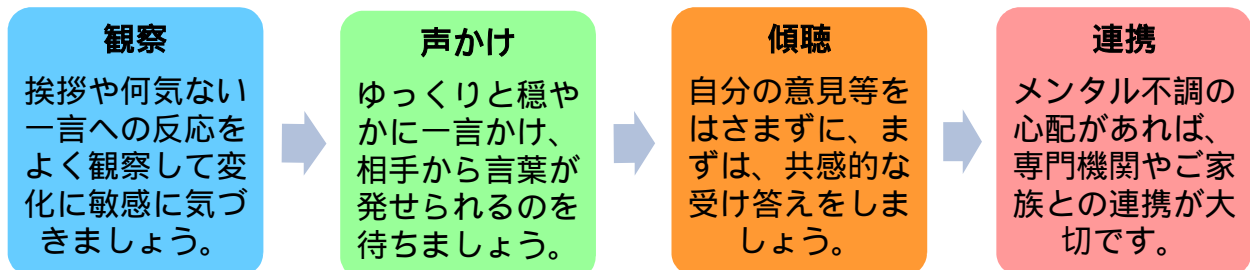 観察
挨拶や何気ない
一言への反応を
よく観察して変
化に敏感に気づ
きましょう。
声かけ
ゆっくりと穏や
かに一言かけ、
相手から言葉が
発せられるのを
待ちましょう。
傾聴
自分の意見等を
はさまずに、ま
ずは、共感的な
受け答えをしま
しょう。
連携
メンタル不調の
心配があれば、
専門機関やご家
族との連携が大
切です。